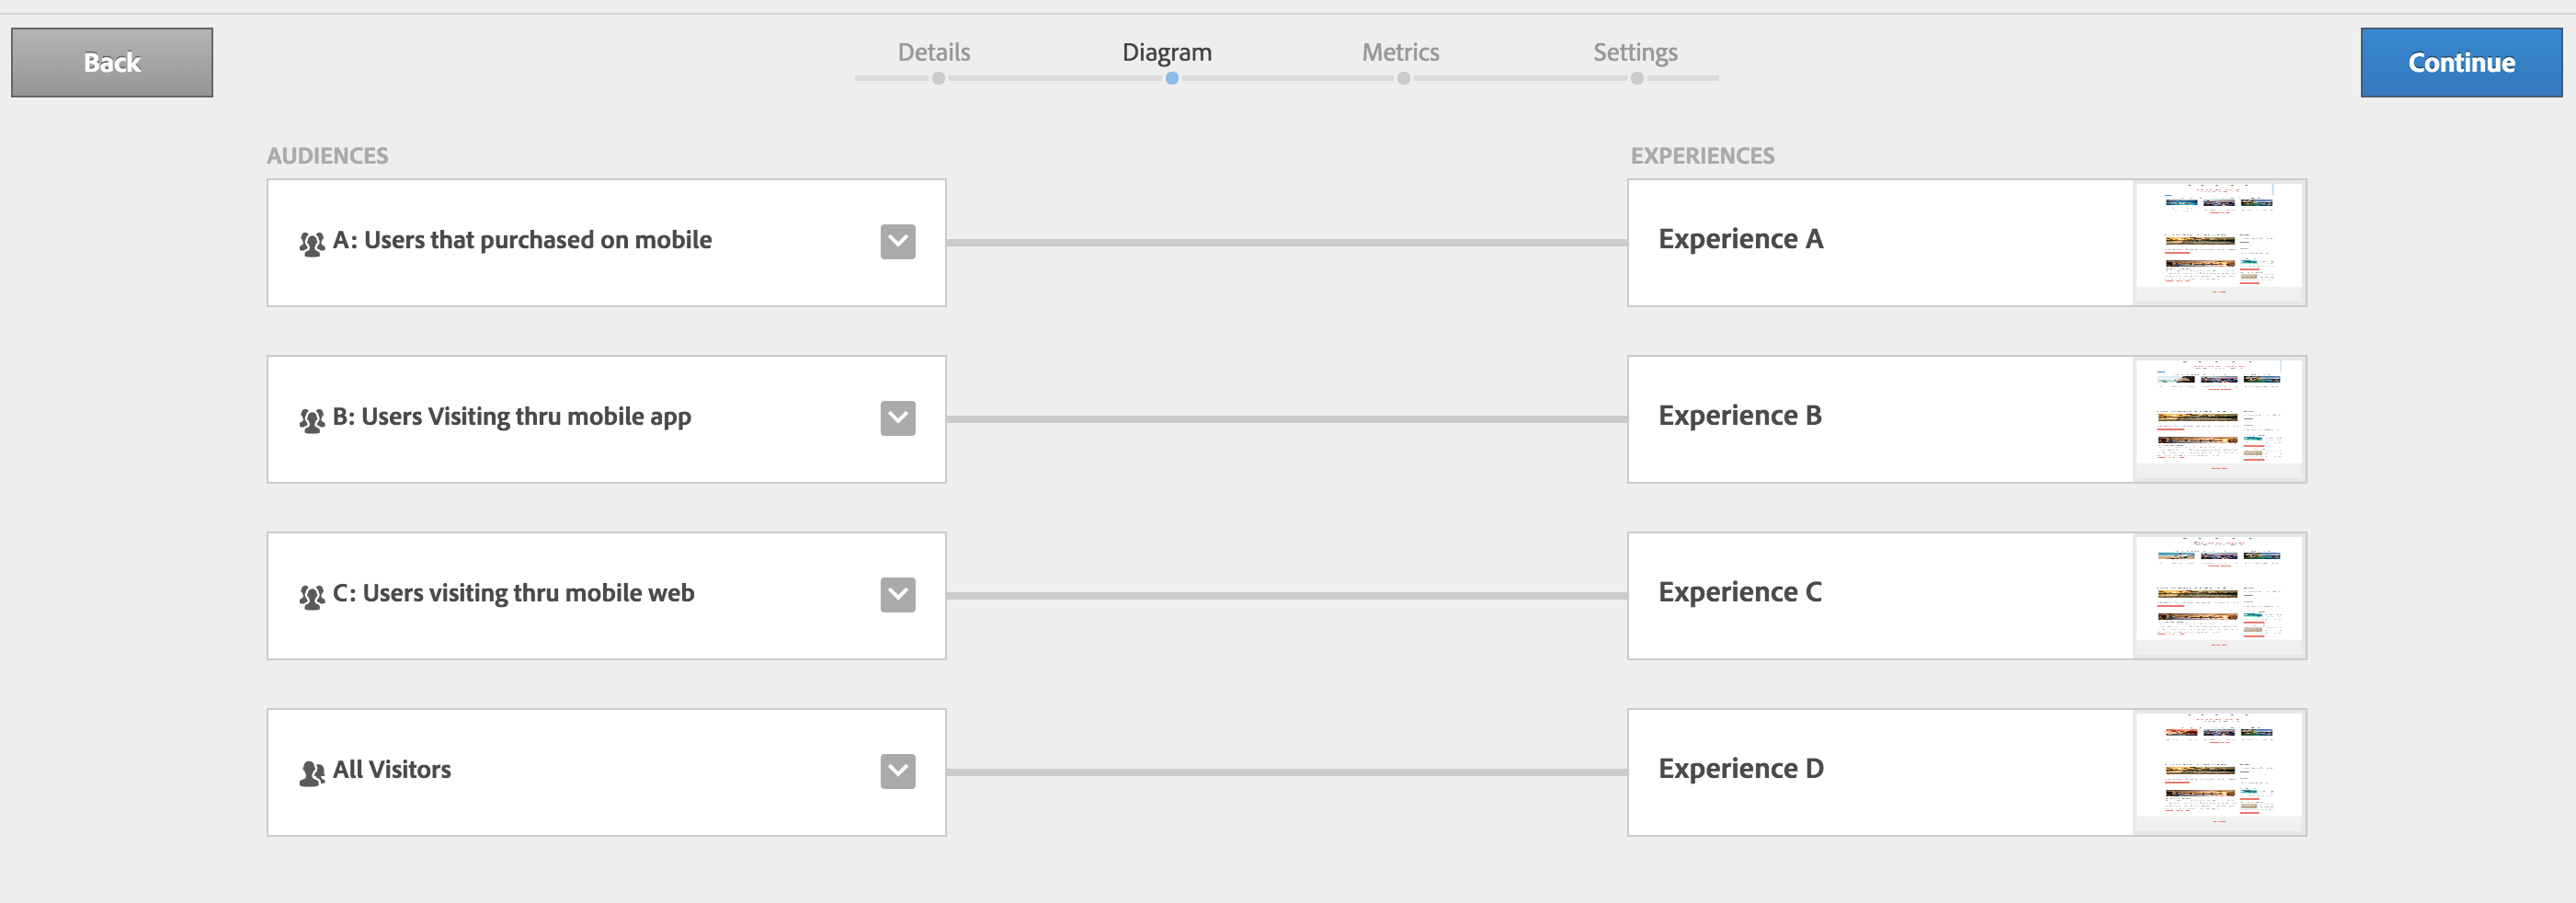 Back
Details
Diagram
Metrics
Settings
Continue
AUDIENCES
EXPERIENCES
A: Users that purchased on mobile
Experience A
B: Users Visiting thru mobile app
Experience B
C: Users visiting thru mobile web
Experience C
All Visitors
Experience D